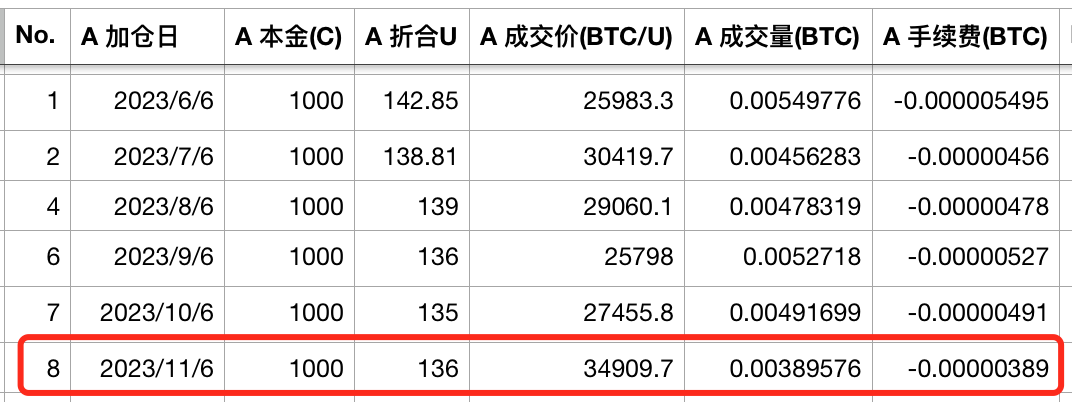 No. A 加仓日 A 本金(C) A 折合U A 成交价(BTC/U) A 成交量(BTC) A 手续费(BTC)
1 2023/6/6 1000 142.85 25983.3 0.00549776 -0.000005495
2 2023/7/6 1000 138.81 30419.7 0.00456283 -0.00000456
4 2023/8/6 1000 139 29060.1 0.00478319 -0.00000478
6 2023/9/6 1000 136 25798 0.0052718 -0.00000527
7 2023/10/6 1000 135 27455.8 0.00491699 -0.00000491
8 2023/11/6 1000 136 34909.7 0.00389576 -0.00000389